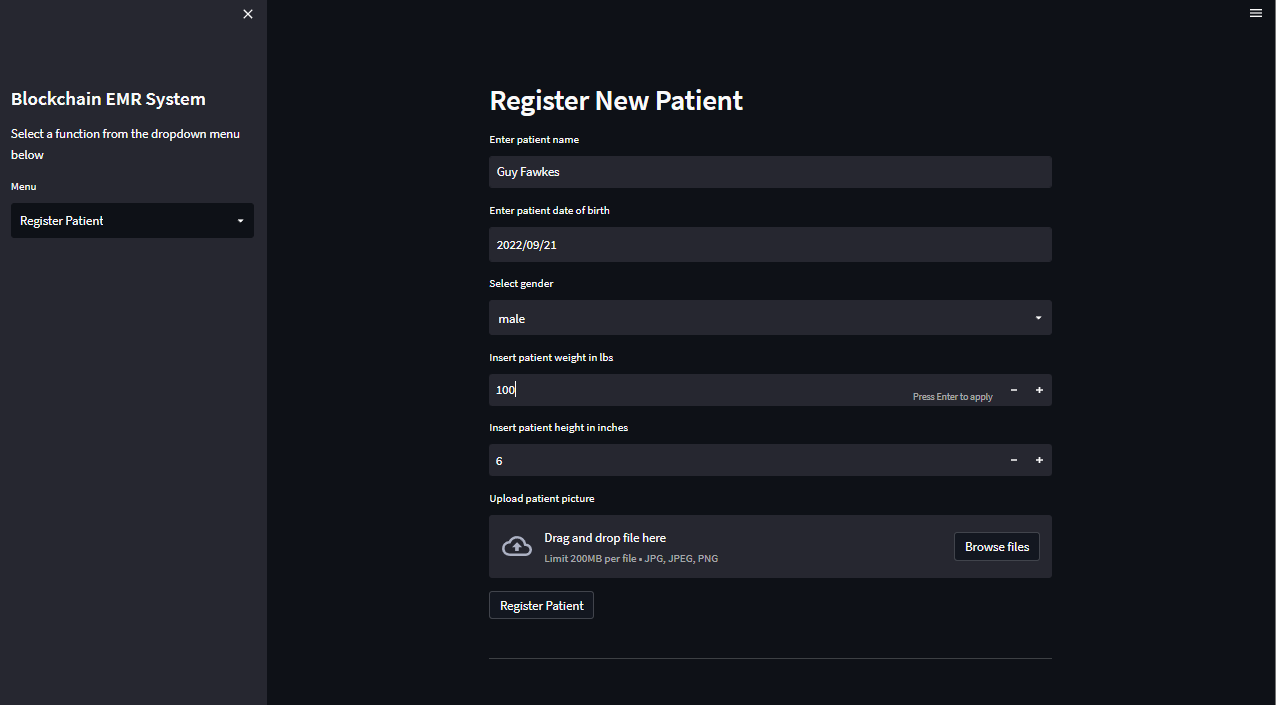 Blockchain EMR System
Select a function from the dropdown menu
below
Menu
Register Patient
Register New Patient
Enter patient name
Guy Fawkes
Enter patient date of birth
2022/09/21
Select gender
male
Insert patient weight in lbs
100
Press Enter to apply
Insert patient height in inches
6
Upload patient picture
Drag and drop file here
Limit 200MB per file • JPG, JPEG, PNG
Browse files
Register Patient